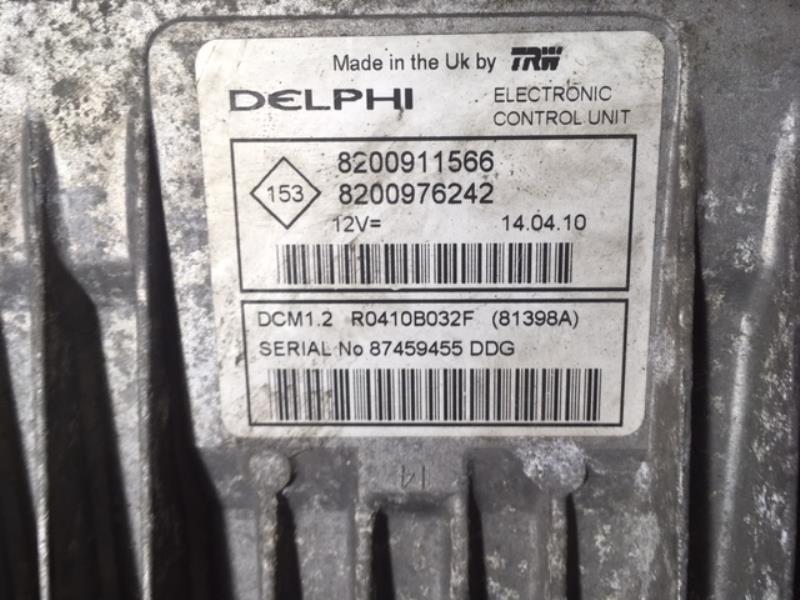 Made in the Uk by TRW
DELPHI ELECTRONIC
CONTROL UNIT
8200911566
153 8200976242
12V= 14.04.10
DCM1.2 R0410B032F (81398A)
SERIAL No 87459455 DDG
14